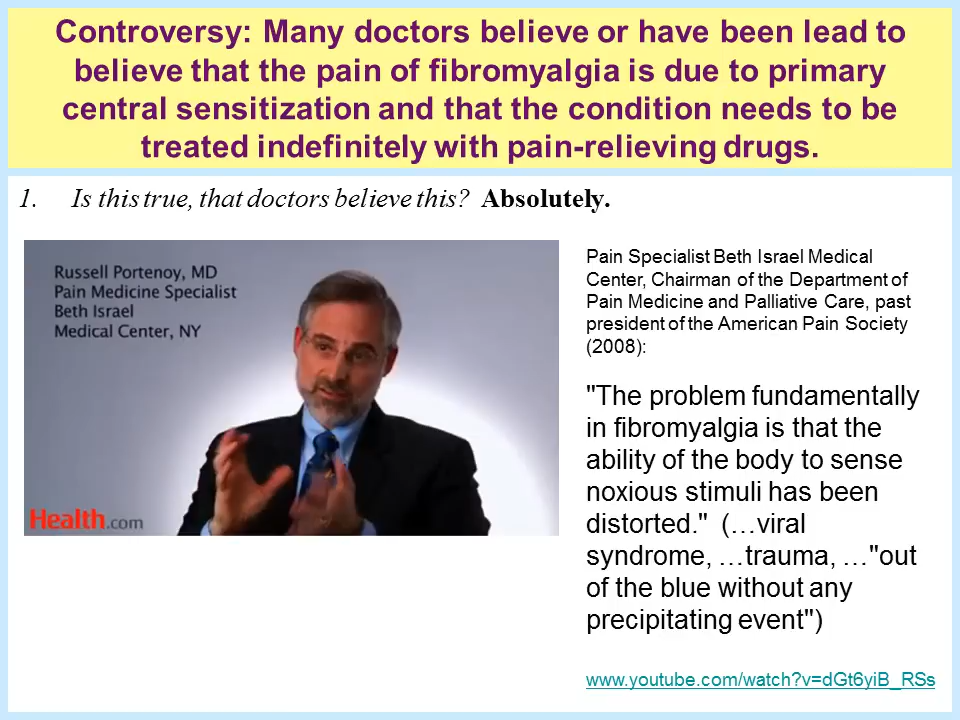 Controversy: Many doctors believe or have been lead to
believe that the pain of fibromyalgia is due to primary
central sensitization and that the condition needs to be
treated indefinitely with pain-relieving drugs.
1. Is this true, that doctors believe this? Absolutely.
Russell Portenoy, MD
Pain Medicine Specialist
Beth Israel
Medical Center, NY
Health.com
Pain Specialist Beth Israel Medical
Center, Chairman of the Department of
Pain Medicine and Palliative Care, past
president of the American Pain Society
(2008):
"The problem fundamentally
in fibromyalgia is that the
ability of the body to sense
noxious stimuli has been
distorted." (…viral
syndrome, …trauma, …"out
of the blue without any
precipitating event")
www.youtube.com/watch?v=dGt6yiB_RSs